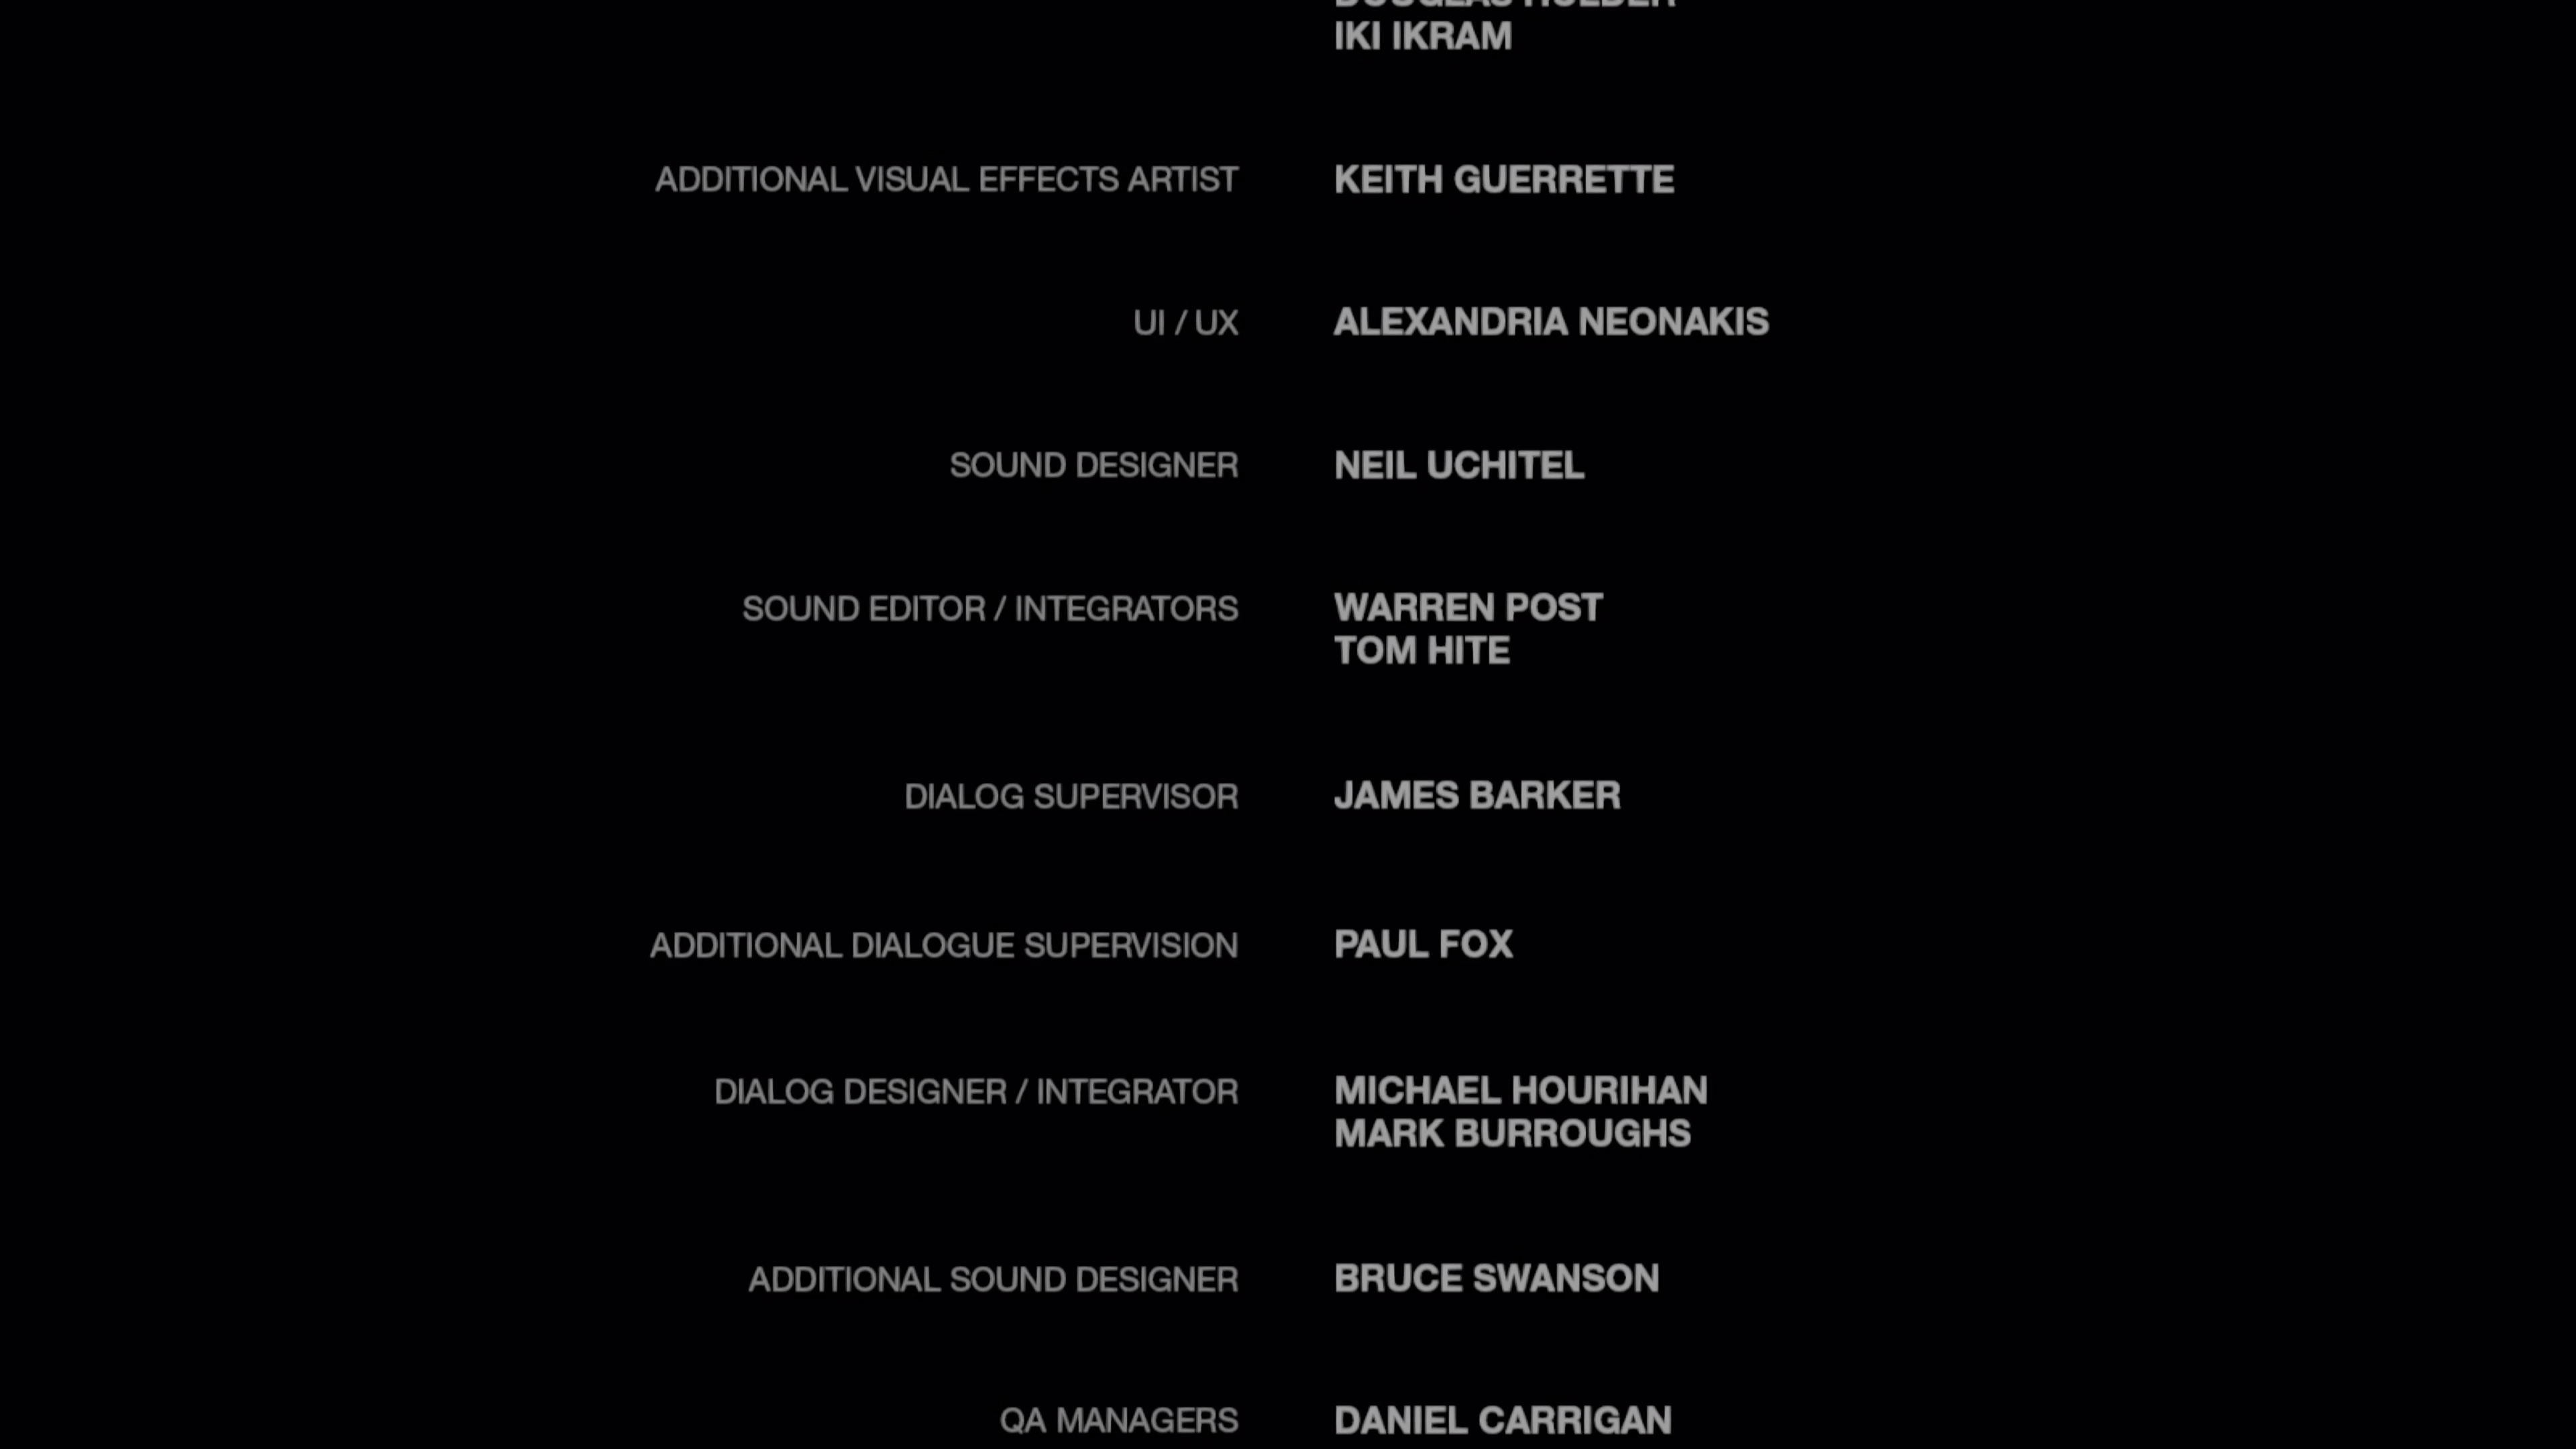 DOUGLAS HOLDER
IKI IKRAM
ADDITIONAL VISUAL EFFECTS ARTIST KEITH GUERRETTE
UI / UX ALEXANDRIA NEONAKIS
SOUND DESIGNER NEIL UCHITEL
SOUND EDITOR / INTEGRATORS WARREN POST
TOM HITE
DIALOG SUPERVISOR JAMES BARKER
ADDITIONAL DIALOGUE SUPERVISION PAUL FOX
DIALOG DESIGNER / INTEGRATOR MICHAEL HOURIHAN
MARK BURROUGHS
ADDITIONAL SOUND DESIGNER BRUCE SWANSON
QA MANAGERS DANIEL CARRIGAN